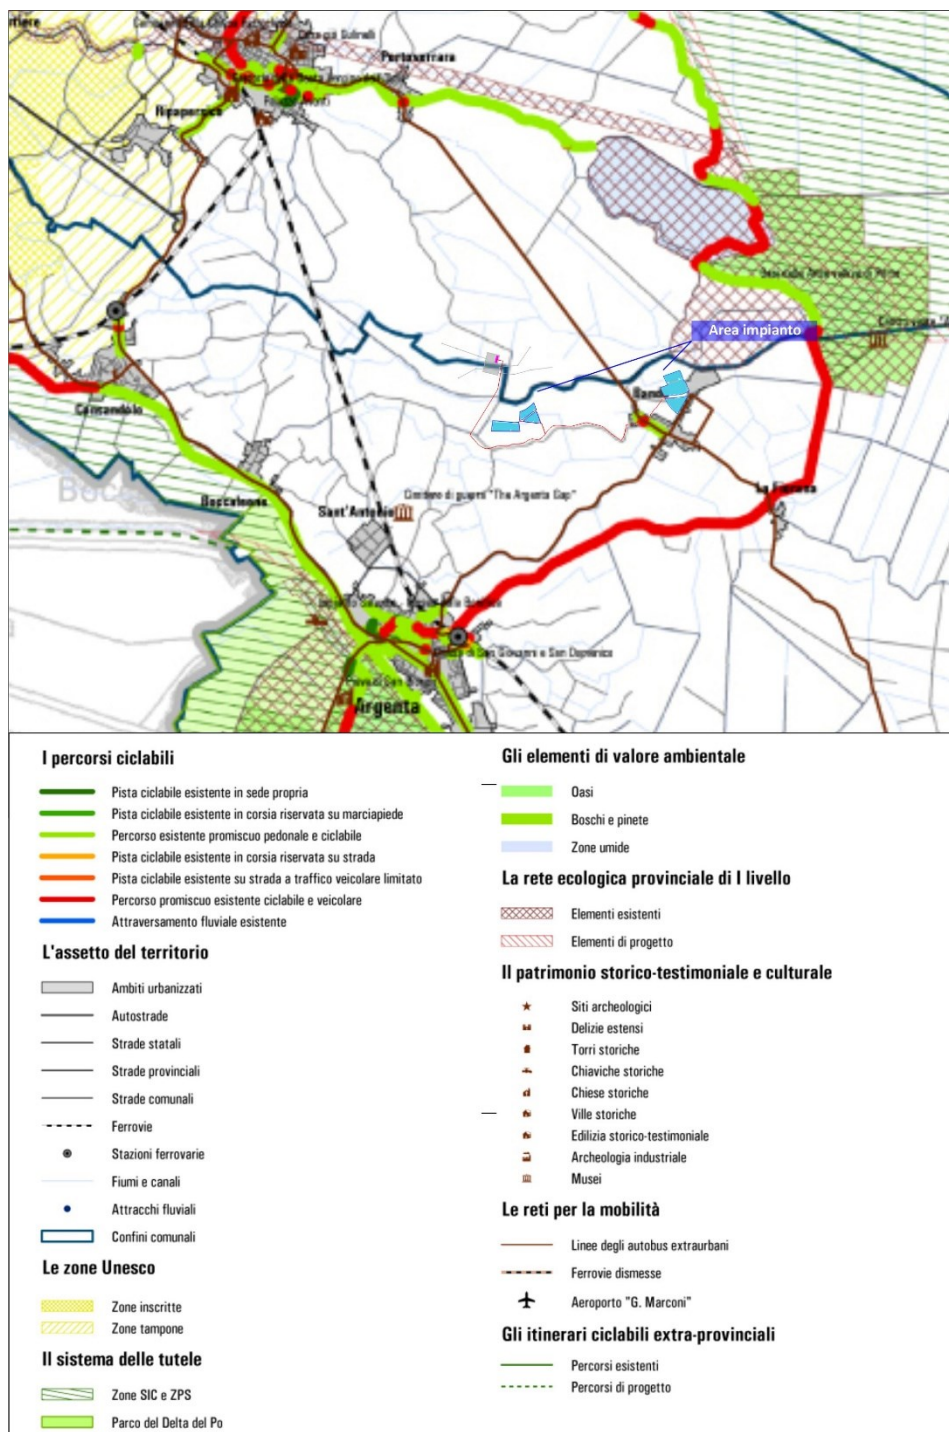 Portoverrara
Ripapersico
Area impianto
Consandolo
Boccaleone
Cimitero di guerra "The Argenta Gap"
Sant'Antonio
La Fiorana
Argenta
I percorsi ciclabili
Pista ciclabile esistente in sede propria
Pista ciclabile esistente in corsia riservata su marciapiede
Percorso esistente promiscuo pedonale e ciclabile
Pista ciclabile esistente in corsia riservata su strada
Pista ciclabile esistente su strada a traffico veicolare limitato
Percorso promiscuo esistente ciclabile e veicolare
Attraversamento fluviale esistente
L'assetto del territorio
Ambiti urbanizzati
Autostrade
Strade statali
Strade provinciali
Strade comunali
Ferrovie
Stazioni ferrovarie
Fiumi e canali
Attracchi fluviali
Confini comunali
Le zone Unesco
Zone inscritte
Zone tampone
Il sistema delle tutele
Zone SIC e ZPS
Parco del Delta del Po
Gli elementi di valore ambientale
Oasi
Boschi e pinete
Zone umide
La rete ecologica provinciale di I livello
Elementi esistenti
Elementi di progetto
Il patrimonio storico-testimoniale e culturale
Siti archeologici
Delizie estensi
Torri storiche
Chiaviche storiche
Chiese storiche
Ville storiche
Edilizia storico-testimoniale
Archeologia industriale
Musei
Le reti per la mobilità
Linee degli autobus extraurbani
Ferrovie dismesse
Aeroporto "G. Marconi"
Gli itinerari ciclabili extra-provinciali
Percorsi esistenti
Percorsi di progetto